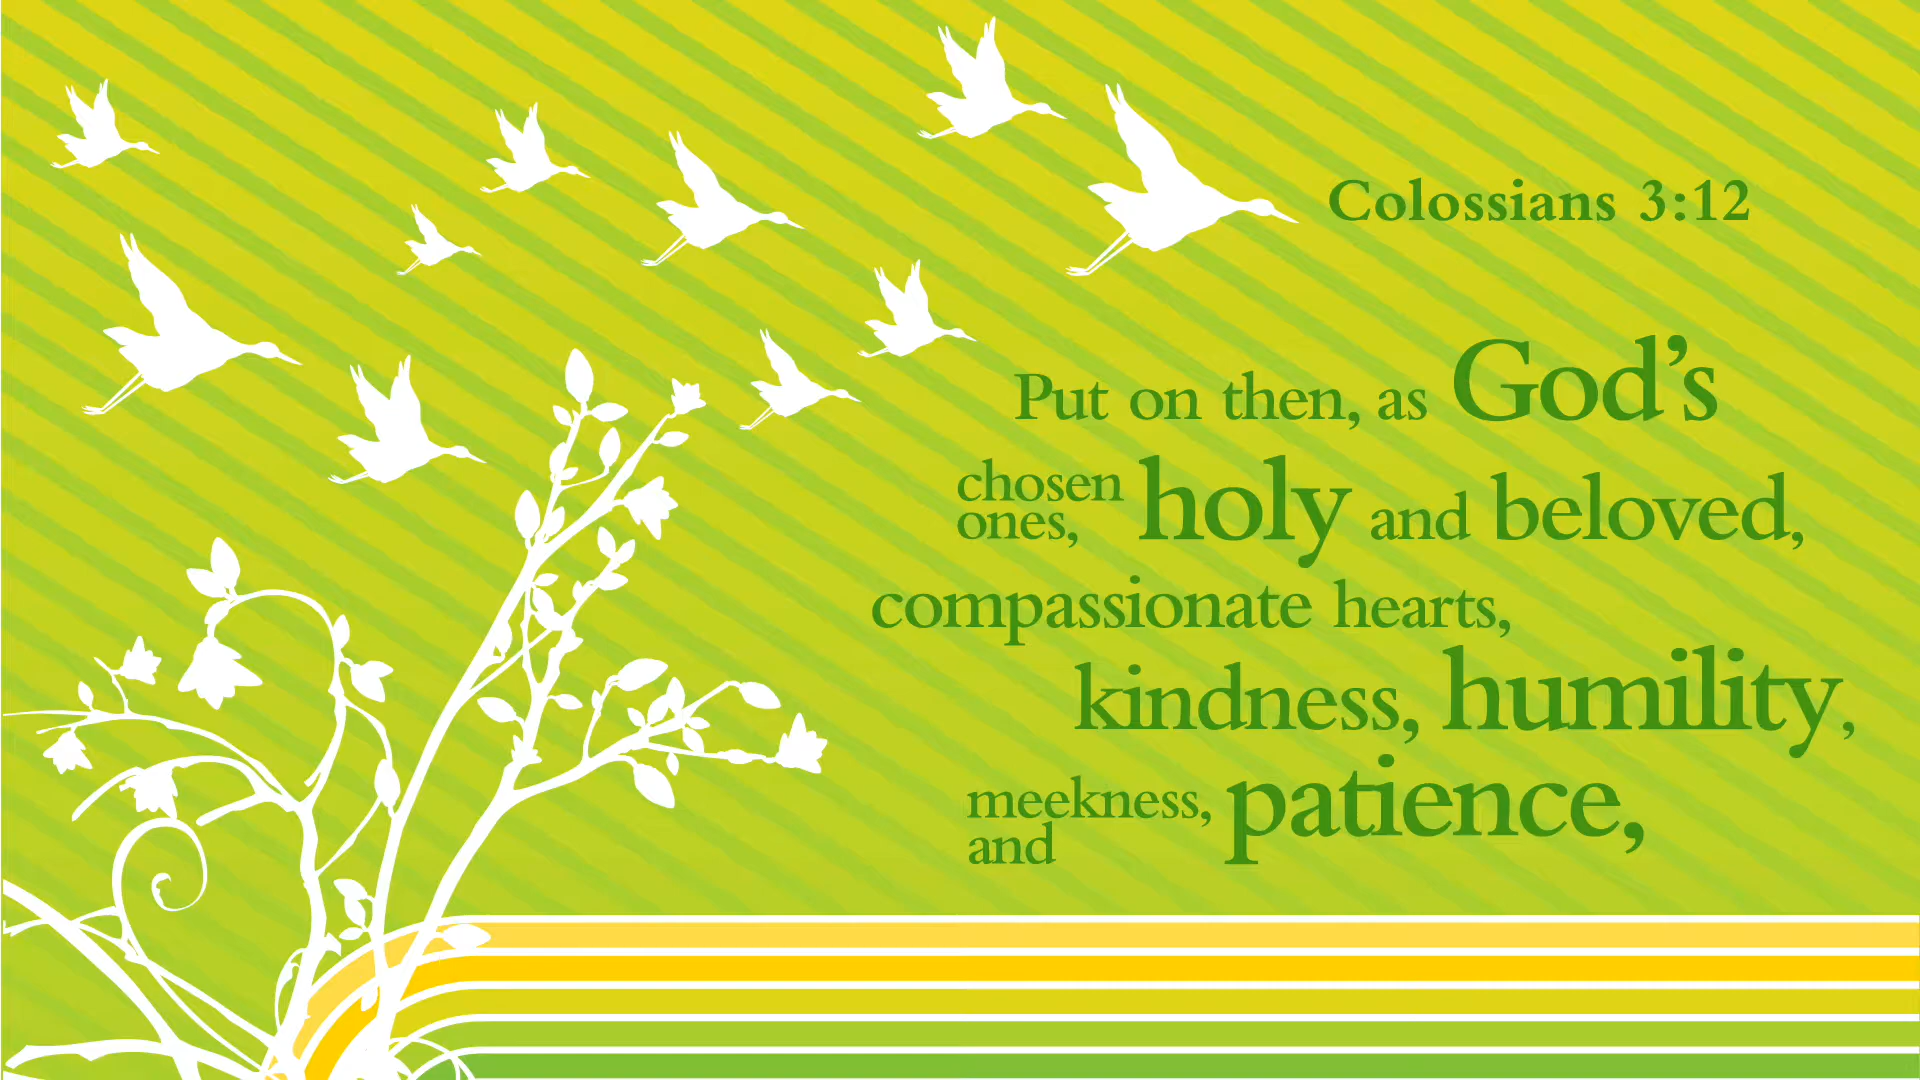 Colossians 3:12
Put on then, as God's
chosen
ones, holy and beloved,
compassionate hearts,
kindness, humility,
meekness,
and patience,